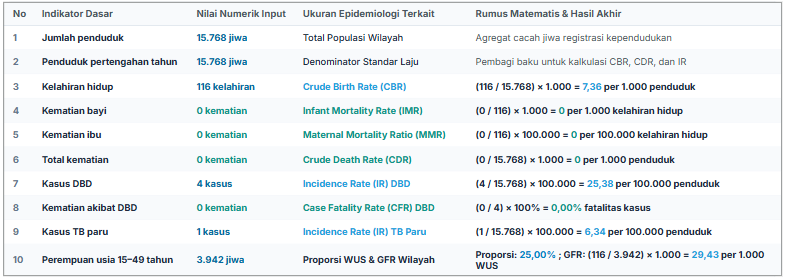 No Indikator Dasar Nilai Numerik Input Ukuran Epidemiologi Terkait Rumus Matematis & Hasil Akhir
1 Jumlah penduduk 15.768 jiwa Total Populasi Wilayah Agregat cacah jiwa registrasi kependudukan
2 Penduduk pertengahan tahun 15.768 jiwa Denominator Standar Laju Pembagi baku untuk kalkulasi CBR, CDR, dan IR
3 Kelahiran hidup 116 kelahiran Crude Birth Rate (CBR) (116 / 15.768) × 1.000 = 7,36 per 1.000 penduduk
4 Kematian bayi 0 kematian Infant Mortality Rate (IMR) (0 / 116) × 1.000 = 0 per 1.000 kelahiran hidup
5 Kematian ibu 0 kematian Maternal Mortality Ratio (MMR) (0 / 116) × 100.000 = 0 per 100.000 kelahiran hidup
6 Total kematian 0 kematian Crude Death Rate (CDR) (0 / 15.768) × 1.000 = 0 per 1.000 penduduk
7 Kasus DBD 4 kasus Incidence Rate (IR) DBD (4 / 15.768) × 100.000 = 25,38 per 100.000 penduduk
8 Kematian akibat DBD 0 kematian Case Fatality Rate (CFR) DBD (0 / 4) × 100% = 0,00% fatalitas kasus
9 Kasus TB paru 1 kasus Incidence Rate (IR) TB Paru (1 / 15.768) × 100.000 = 6,34 per 100.000 penduduk
10 Perempuan usia 15–49 tahun 3.942 jiwa Proporsi WUS & GFR Wilayah Proporsi: 25,00% ; GFR: (116 / 3.942) × 1.000 = 29,43 per 1.000
WUS